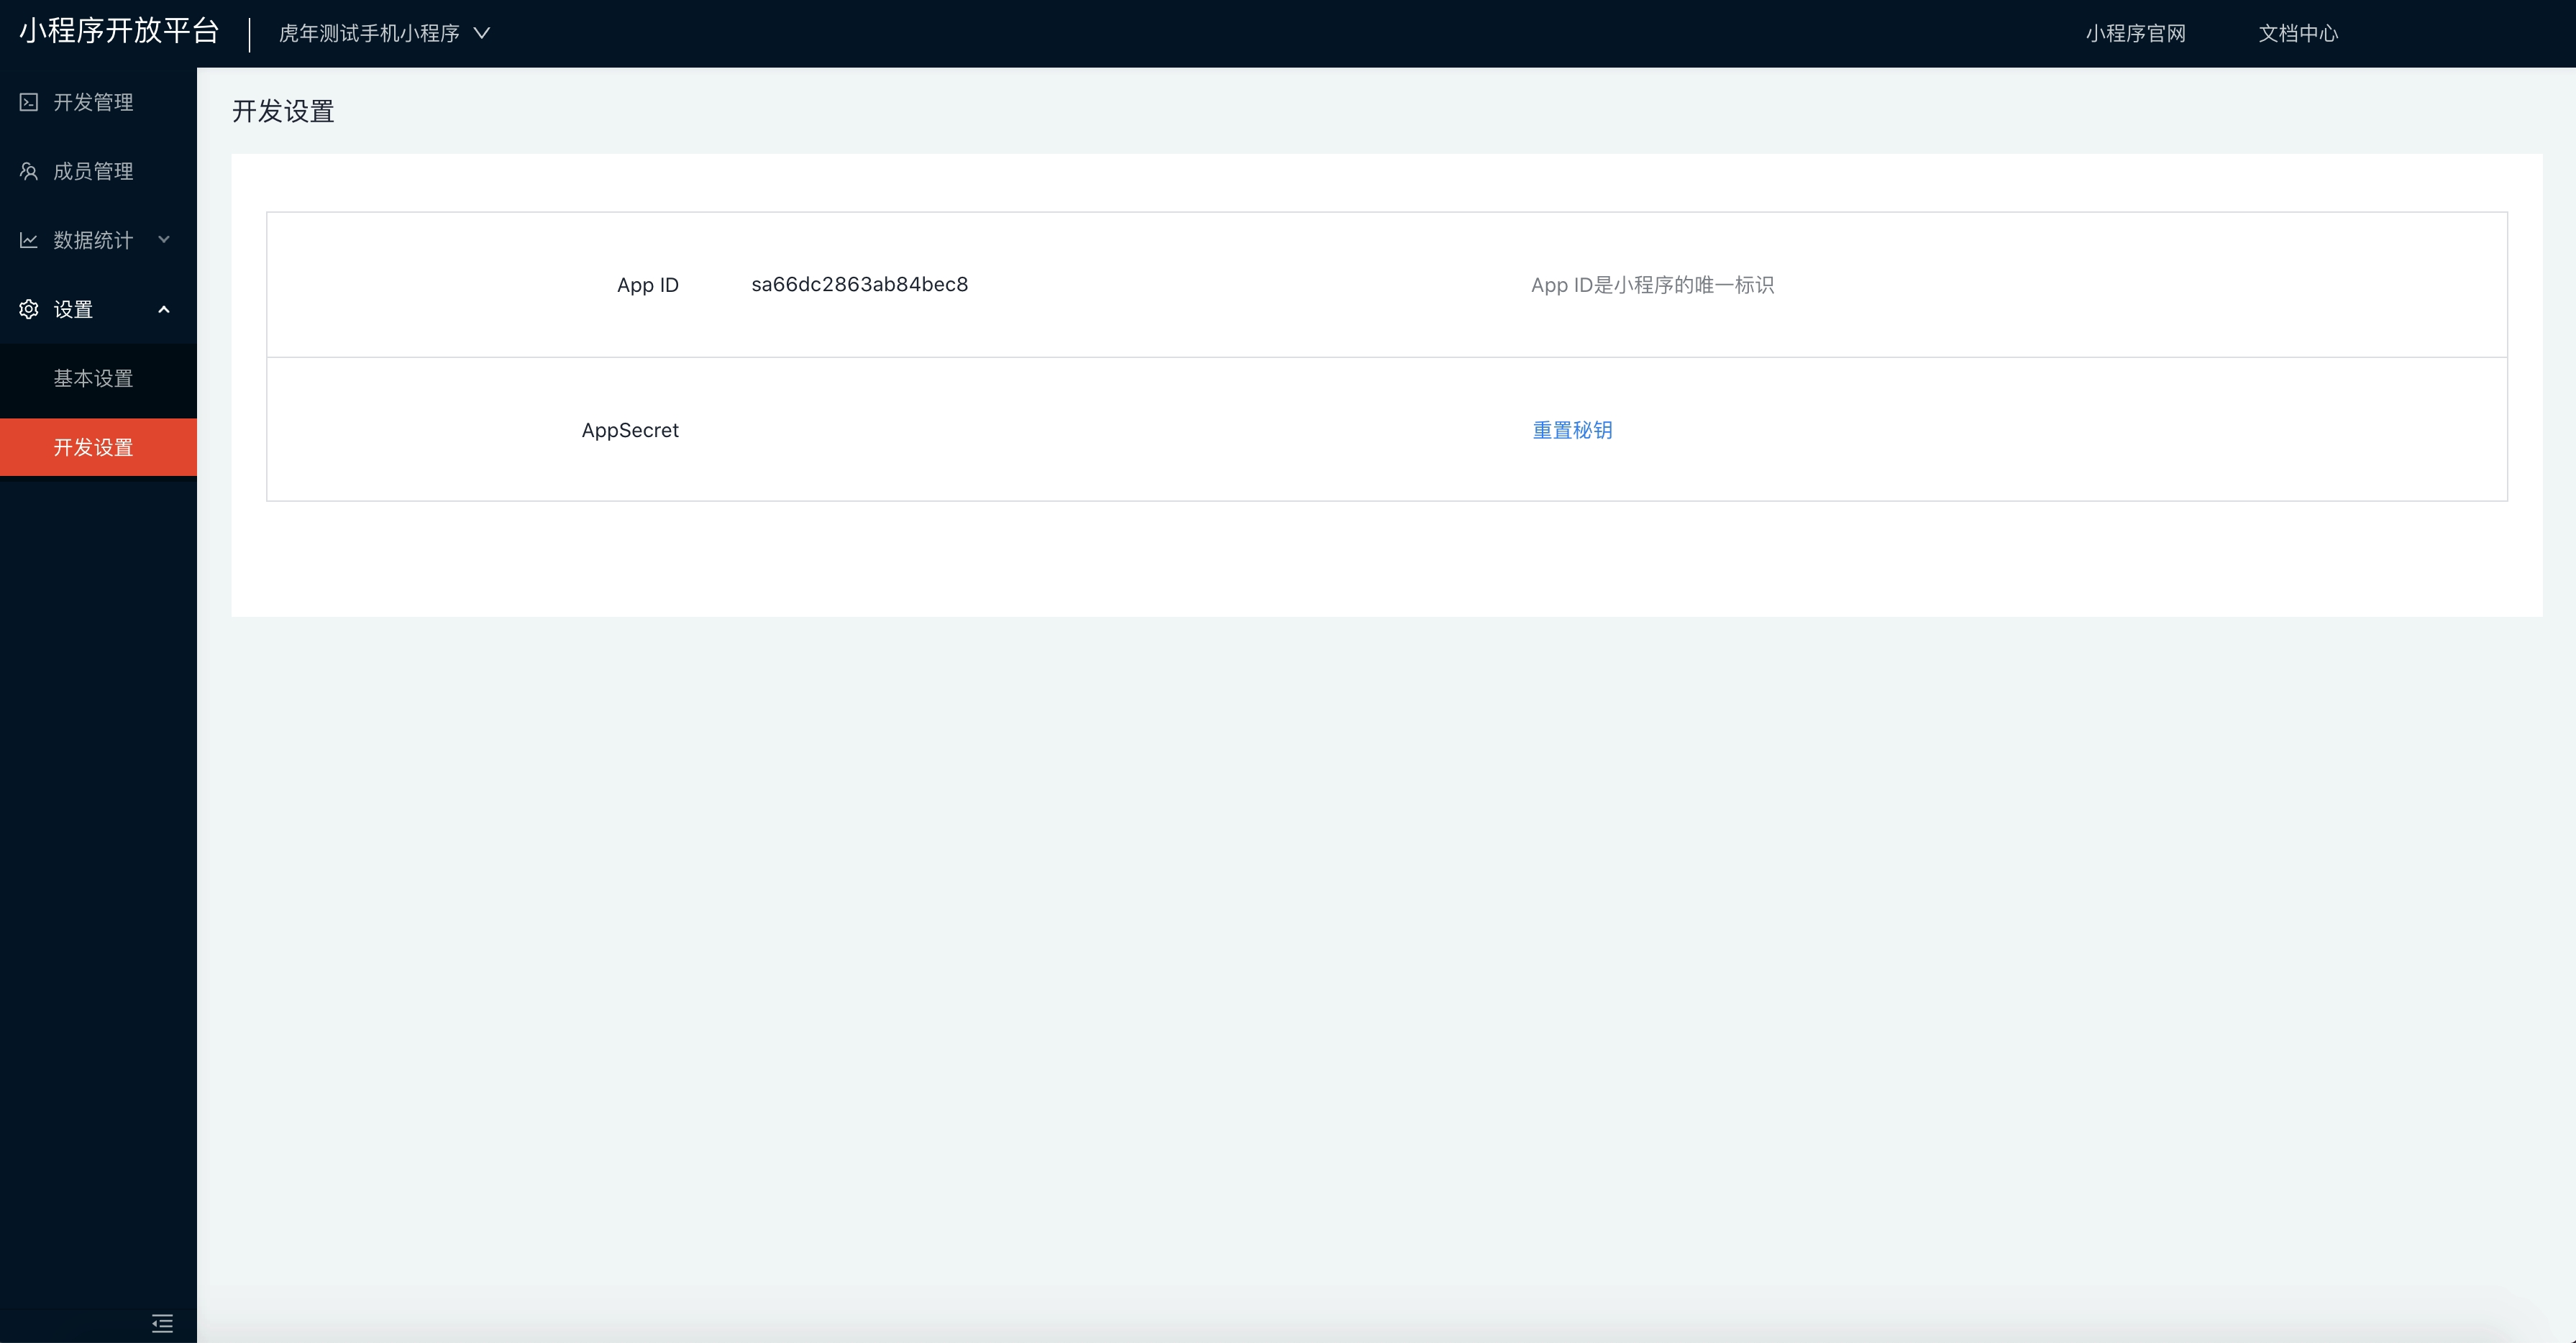 小程序开放平台
虎年测试手机小程序
小程序官网
文档中心
开发管理
成员管理
数据统计
设置
基本设置
开发设置
开发设置
App ID
sa66dc2863ab84bec8
App ID是小程序的唯一标识
AppSecret
重置秘钥